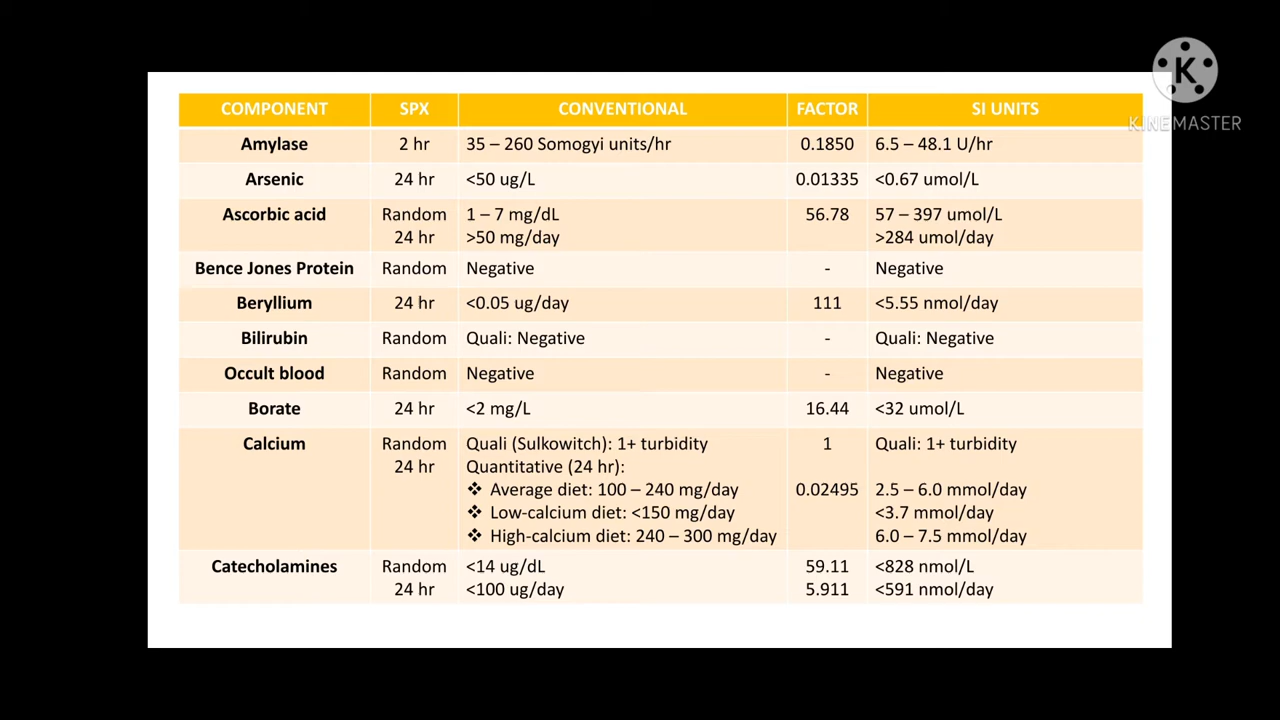 K
KINEMASTER
COMPONENT SPX CONVENTIONAL FACTOR SI UNITS
Amylase 2 hr 35 – 260 Somogyi units/hr 0.1850 6.5 – 48.1 U/hr
Arsenic 24 hr <50 ug/L 0.01335 <0.67 umol/L
Ascorbic acid Random 1 – 7 mg/dL 56.78 57 – 397 umol/L
24 hr >50 mg/day >284 umol/day
Bence Jones Protein Random Negative - Negative
Beryllium 24 hr <0.05 ug/day 111 <5.55 nmol/day
Bilirubin Random Quali: Negative - Quali: Negative
Occult blood Random Negative - Negative
Borate 24 hr <2 mg/L 16.44 <32 umol/L
Calcium Random Quali (Sulkowitch): 1+ turbidity 1 Quali: 1+ turbidity
24 hr Quantitative (24 hr):
❖ Average diet: 100 – 240 mg/day 0.02495 2.5 – 6.0 mmol/day
❖ Low-calcium diet: <150 mg/day <3.7 mmol/day
❖ High-calcium diet: 240 – 300 mg/day 6.0 – 7.5 mmol/day
Catecholamines Random <14 ug/dL 59.11 <828 nmol/L
24 hr <100 ug/day 5.911 <591 nmol/day